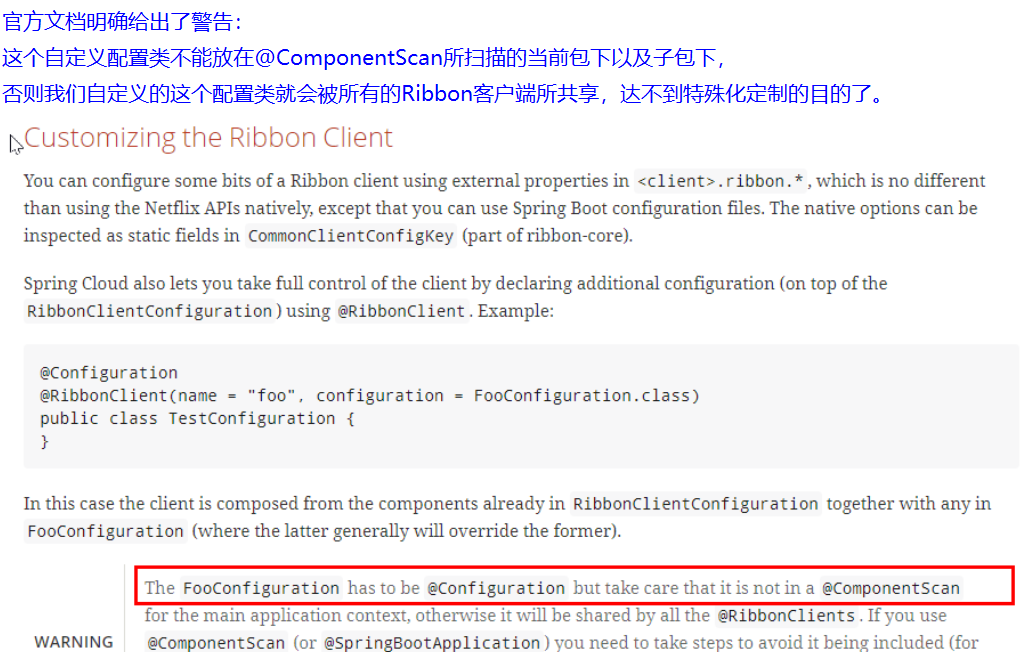 官方文档明确给出了警告：
这个自定义配置类不能放在@ComponentScan所扫描的当前包下以及子包下，
否则我们自定义的这个配置类就会被所有的Ribbon客户端所共享，达不到特殊化定制的目的了。
Customizing the Ribbon Client
You can configure some bits of a Ribbon client using external properties in <client>.ribbon.*, which is no different
than using the Netflix APIs natively, except that you can use Spring Boot configuration files. The native options can be
inspected as static fields in CommonClientConfigKey (part of ribbon-core).
Spring Cloud also lets you take full control of the client by declaring additional configuration (on top of the
RibbonClientConfiguration) using @RibbonClient. Example:
@Configuration
@RibbonClient(name = "foo", configuration = FooConfiguration.class)
public class TestConfiguration {
}
In this case the client is composed from the components already in RibbonClientConfiguration together with any in
FooConfiguration (where the latter generally will override the former).
The FooConfiguration has to be @Configuration but take care that it is not in a @ComponentScan
for the main application context, otherwise it will be shared by all the @RibbonClients. If you use
WARNING @ComponentScan (or @SpringBootApplication) you need to take steps to avoid it being included (for